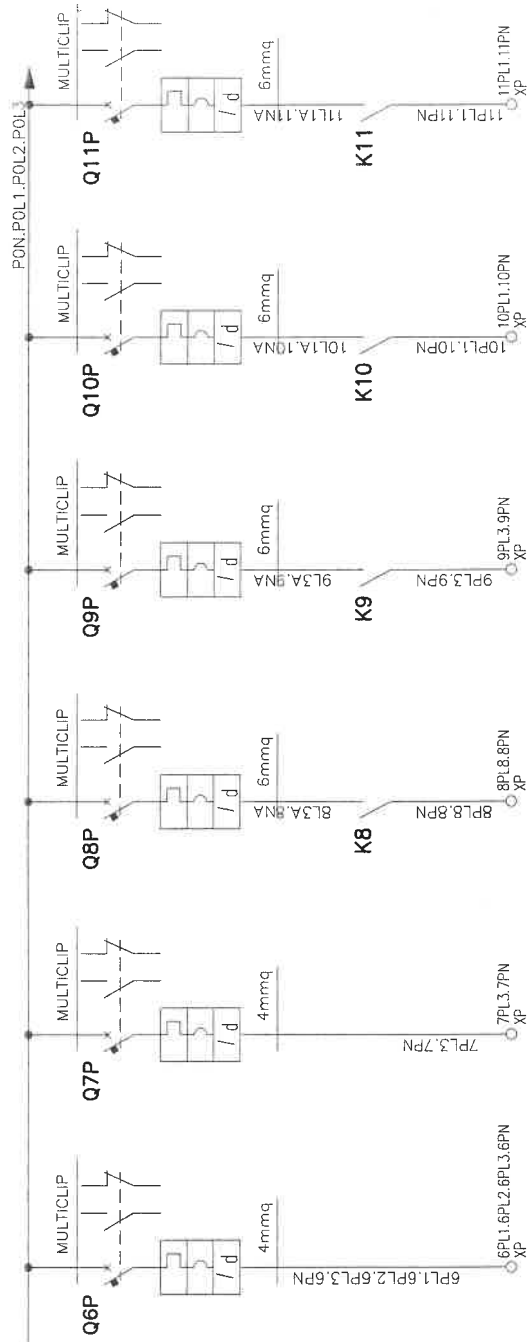 PON.POL1.POL2.POL3
MULTICLIP
Q6P
4mmq
6PL1.6PL2.6PL3.6PN
6PL1.6PL2.6PL3.6PN
XP
MULTICLIP
Q7P
4mmq
7PL3.7PN
7PL3.7PN
XP
MULTICLIP
Q8P
6mmq
8L3A.8NA
K8
8PL8.8PN
8PL8.8PN
XP
MULTICLIP
Q9P
6mmq
9L3A.9NA
K9
9PL3.9PN
9PL3.9PN
XP
MULTICLIP
Q10P
6mmq
10L1A.10NA
K10
10PL1.10PN
10PL1.10PN
XP
MULTICLIP
Q11P
6mmq
11L1A.11NA
K11
11PL1.11PN
11PL1.11PN
XP
I d
I d
I d
I d
I d
I d